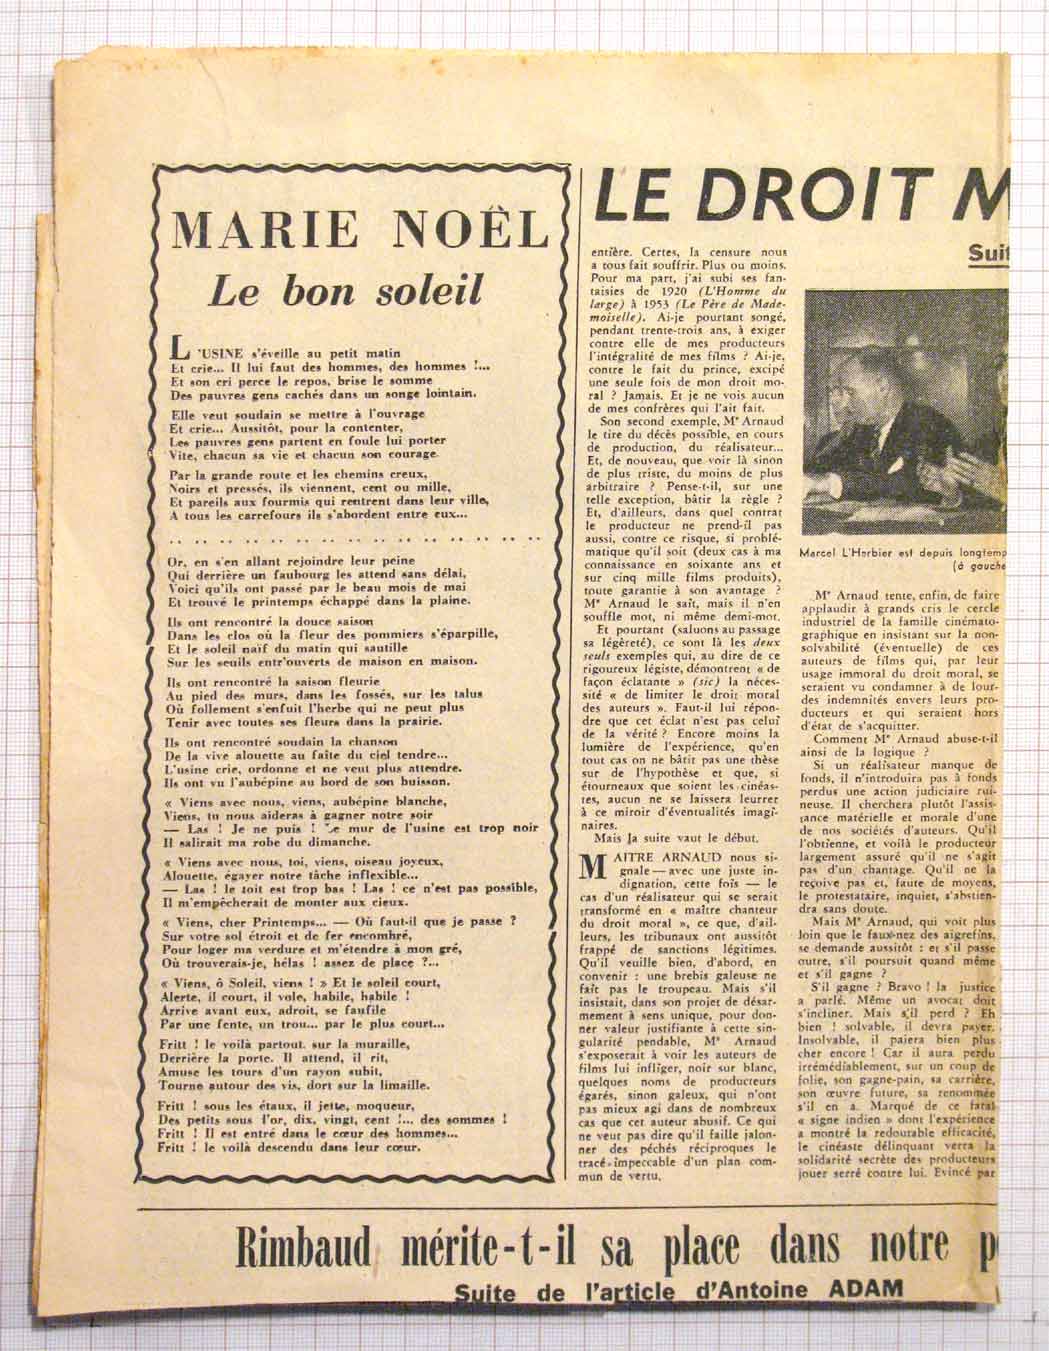 MARIE NOËL
Le bon soleil
L'USINE s'éveille au petit matin
Et crie... Il lui faut des hommes, des hommes !...
Et son cri perce le repos, brise le somme
Des pauvres gens cachés dans un songe lointain.
Elle veut soudain se mettre à l'ouvrage
Et crie... Aussitôt, pour la contenter,
Les pauvres gens partent en foule lui porter
Vite, chacun sa vie et chacun son courage.
Par la grande route et les chemins creux,
Noirs et pressés, ils viennent, cent ou mille,
Et pareils aux fourmis qui rentrent dans leur ville,
A tous les carrefours ils s'abordent entre eux...
. . . . . . . . . . . . . . . . . . . . . . . . . . . .
Or, en s'en allant rejoindre leur peine
Qui derrière un faubourg les attend sans délai,
Voici qu'ils ont passé par le beau mois de mai
Et trouvé le printemps échappé dans la plaine.
Ils ont rencontré la douce saison
Dans les clos où la fleur des pommiers s'éparpille,
Et le soleil naïf du matin qui sautille
Sur les seuils entr'ouverts de maison en maison.
Ils ont rencontré la saison fleurie
Au pied des murs, dans les fossés, sur les talus
Où follement s'enfuit l'herbe qui ne peut plus
Tenir avec toutes ses fleurs dans la prairie.
Ils ont rencontré soudain la chanson
De la vive alouette au faîte du ciel tendre...
L'usine crie, ordonne et ne veut plus attendre.
Ils ont vu l'aubépine au bord de son buisson.
« Viens avec nous, viens, aubépine blanche,
Viens, tu nous aideras à gagner notre soir
— Las ! Je ne puis ! Le mur de l'usine est trop noir
Il salirait ma robe du dimanche.
« Viens avec nous, toi, viens, oiseau joyeux,
Alouette, égayer notre tâche inflexible...
— Las ! le toit est trop bas ! Las ! ce n'est pas possible,
Il m'empêcherait de monter aux cieux.
« Viens, cher Printemps... — Où faut-il que je passe ?
Sur votre sol étroit et de fer encombré,
Pour loger ma verdure et m'étendre à mon gré,
Où trouverais-je, hélas ! assez de place ?...
« Viens, ô Soleil, viens ! » Et le soleil court,
Alerte, il court, il vole, habile, habile !
Arrive avant eux, adroit, se faufile
Par une fente, un trou... par le plus court...
Fritt ! le voilà partout, sur la muraille,
Derrière la porte. Il attend, il rit,
Amuse les tours d'un rayon subit,
Tourne autour des vis, dort sur la limaille.
Fritt ! sous les étaux, il jette, moqueur,
Des petits sous l'or, dix, vingt, cent !... des sommes !
Fritt ! Il est entré dans le cœur des hommes...
Fritt ! le voilà descendu dans leur cœur.
LE DROIT M
Suit
entière. Certes, la censure nous
a tous fait souffrir. Plus ou moins.
Pour ma part, j'ai subi ses fan-
taisies de 1920 (L'Homme du
large) à 1953 (Le Père de Made-
moiselle). Ai-je pourtant songé,
pendant trente-trois ans, à exiger
contre elle de mes producteurs
l'intégralité de mes films ? Ai-je,
contre le fait du prince, excipé
une seule fois de mon droit mo-
ral ? Jamais. Et je ne vois aucun
de mes confrères qui l'ait fait.
Son second exemple, Me Arnaud
le tire du décès possible, en cours
de production, du réalisateur...
Et, de nouveau, que voir là sinon
de plus triste, du moins de plus
arbitraire ? Pense-t-il, sur une
telle exception, bâtir la règle ?
Et, d'ailleurs, dans quel contrat
le producteur ne prend-il pas
aussi, contre ce risque, si problé-
matique qu'il soit (deux cas à ma
connaissance en soixante ans et
sur cinq mille films produits),
toute garantie à son avantage ?
Me Arnaud le sait, mais il n'en
souffle mot, ni même demi-mot.
Et pourtant (saluons au passage
sa légèreté), ce sont là les deux
seuls exemples qui, au dire de ce
rigoureux légiste, démontrent « de
façon éclatante » (sic) la néces-
sité « de limiter le droit moral
des auteurs ». Faut-il lui répon-
dre que cet éclat n'est pas celui
de la vérité ? Encore moins la
lumière de l'expérience, qu'en
tout cas on ne bâtit pas une thèse
sur de l'hypothèse et que, si
étourneaux que soient les cinéas-
tes, aucun ne se laissera leurrer
à ce miroir d'éventualités imagi-
naires.
Mais la suite vaut le début.
MAITRE ARNAUD nous si-
gnale — avec une juste in-
dignation, cette fois — le
cas d'un réalisateur qui se serait
transformé en « maître chanteur
du droit moral », ce que, d'ail-
leurs, les tribunaux ont aussitôt
frappé de sanctions légitimes.
Qu'il veuille bien, d'abord, en
convenir : une brebis galeuse ne
fait pas le troupeau. Mais s'il
insistait, dans son projet de désar-
mement à sens unique, pour don-
ner valeur justifiante à cette sin-
gularité pendable, Me Arnaud
s'exposerait à voir les auteurs de
films lui infliger, noir sur blanc,
quelques noms de producteurs
égarés, sinon galeux, qui n'ont
pas mieux agi dans de nombreux
cas que cet auteur abusif. Ce qui
ne veut pas dire qu'il faille jalon-
ner des péchés réciproques le
tracé impeccable d'un plan com-
mun de vertu.
Marcel L'Herbier est depuis longtemp
(à gauche
Me Arnaud tente, enfin, de faire
applaudir à grands cris le cercle
industriel de la famille cinémato-
graphique en insistant sur la non-
solvabilité (éventuelle) de ces
auteurs de films qui, par leur
usage immoral du droit moral, se
seraient vu condamner à de lour-
des indemnités envers leurs pro-
ducteurs et qui seraient hors
d'état de s'acquitter.
Comment Me Arnaud abuse-t-il
ainsi de la logique ?
Si un réalisateur manque de
fonds, il n'introduira pas à fonds
perdus une action judiciaire rui-
neuse. Il cherchera plutôt l'assis-
tance matérielle et morale d'une
de nos sociétés d'auteurs. Qu'il
l'obtienne, et voilà le producteur
largement assuré qu'il ne s'agit
pas d'un chantage. Qu'il ne la
reçoive pas et, faute de moyens,
le protestataire, inquiet, s'abstien-
dra sans doute.
Mais Me Arnaud, qui voit plus
loin que le faux-nez des aigrefins,
se demande aussitôt : et s'il passe
outre, s'il poursuit quand même
et s'il gagne ?
S'il gagne ? Bravo ! la justice
a parlé. Même un avocat doit
s'incliner. Mais s'il perd ? Eh
bien ! solvable, il devra payer.
Insolvable, il paiera bien plus
cher encore ! Car il aura perdu
irrémédiablement, sur un coup de
folie, son gagne-pain, sa carrière,
son œuvre future, sa renommée
s'il en a. Marqué de ce fatal
« signe indien » dont l'expérience
a montré la redoutable efficacité,
le cinéaste délinquant verra la
solidarité secrète des producteurs
jouer serré contre lui. Evincé par
Rimbaud mérite-t-il sa place dans notre p
Suite de l'article d'Antoine ADAM